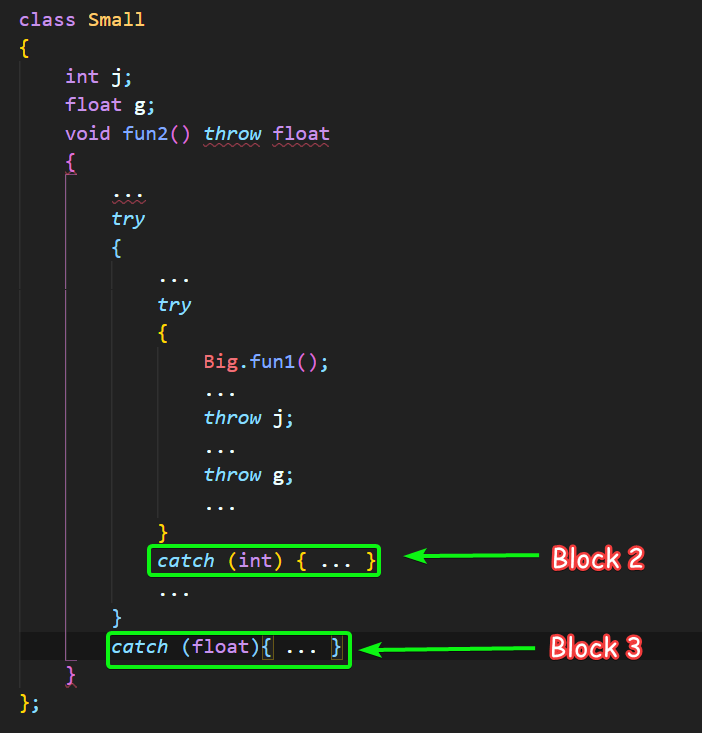 class Small
{
int j;
float g;
void fun2() throw float
{
...
try
{
...
try
{
Big.fun1();
...
throw j;
...
throw g;
...
}
catch (int) { ... } Block 2
...
}
catch (float){ ... } Block 3
}
};